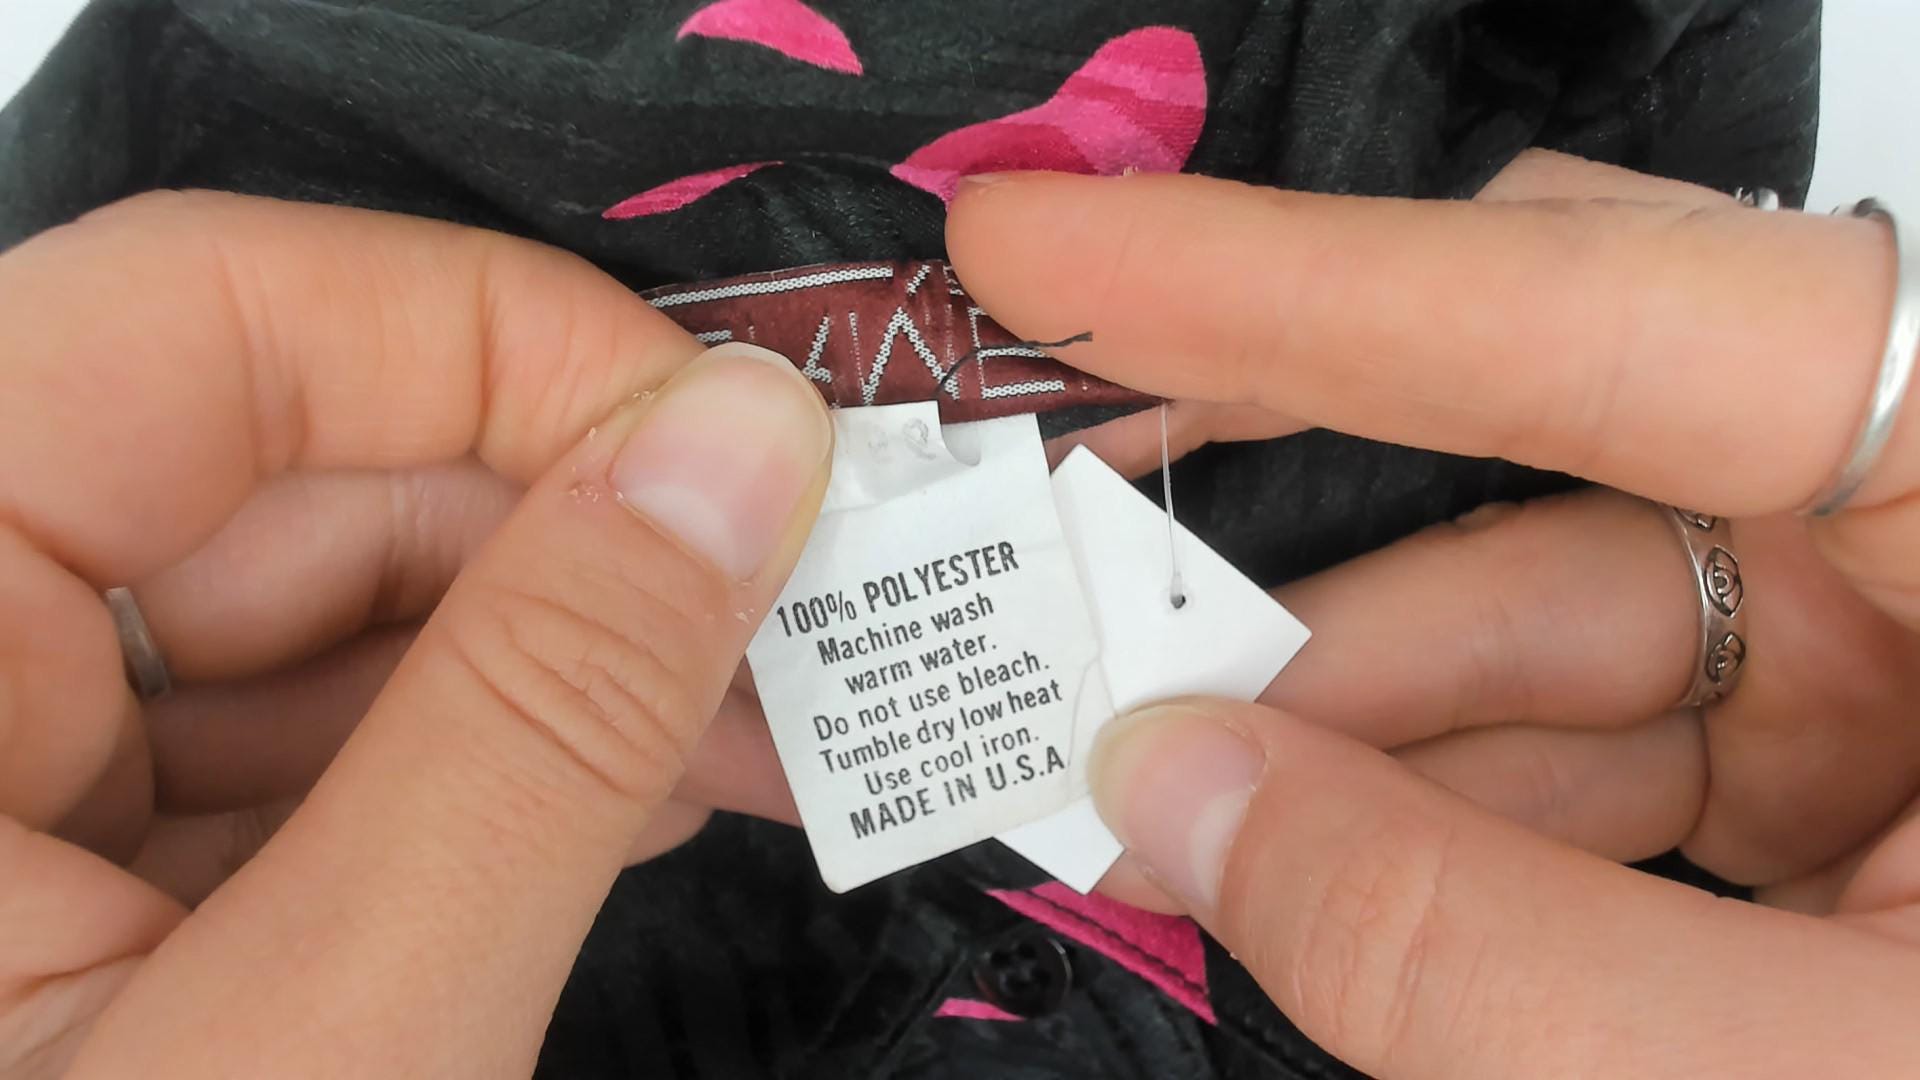 100% POLYESTER
Machine wash
warm water.
Do not use bleach.
Tumble dry low heat
Use cool iron.
MADE IN U.S.A